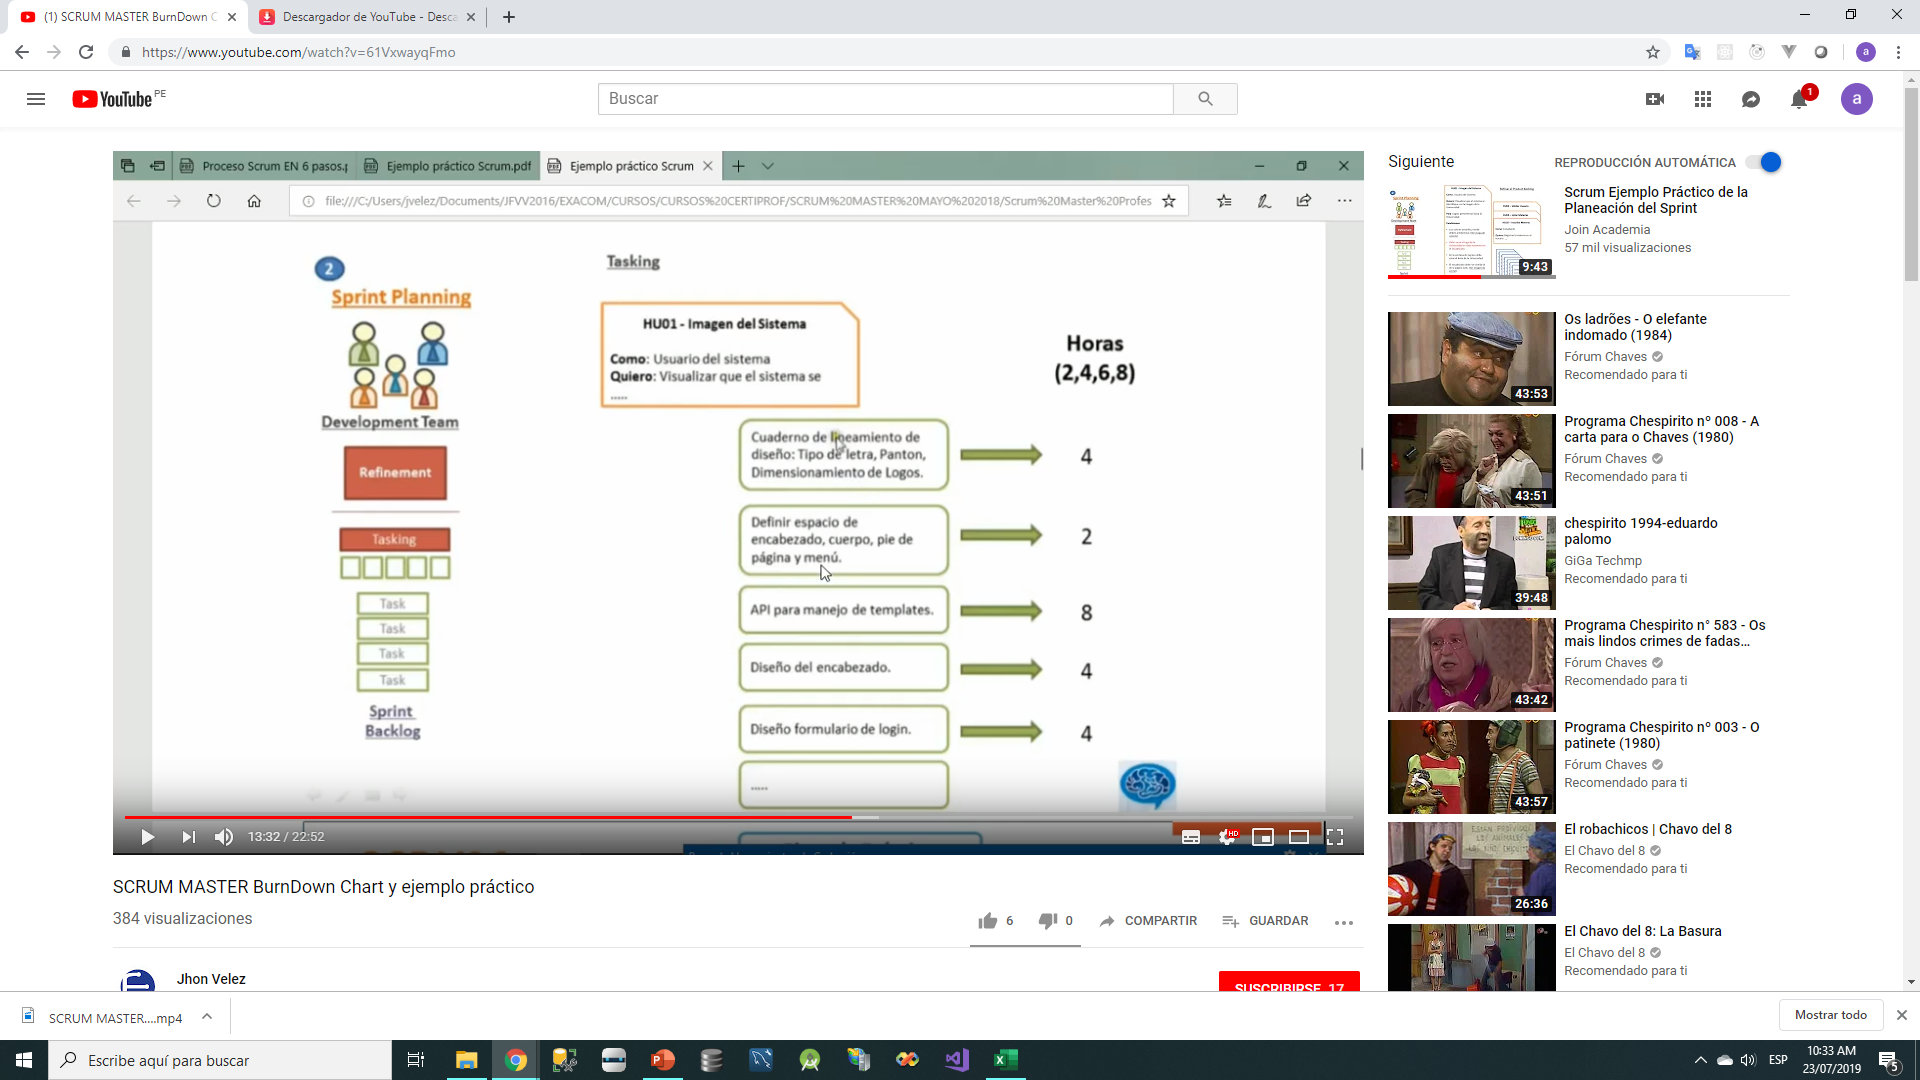 (1) SCRUM MASTER BurnDown C
Descargador de YouTube - Desca
https://www.youtube.com/watch?v=61VxwayqFmo
a
YouTube PE
Buscar
1
a
Proceso Scrum EN 6 pasos.p
Ejemplo práctico Scrum.pdf
Ejemplo práctico Scrum
file:///C:/Users/jvelez/Documents/JFVV2016/EXACOM/CURSOS/CURSOS%20CERTIPROF/SCRUM%20MASTER%20MAYO%202018/Scrum%20Master%20Profes
2
Sprint Planning
Development Team
Refinement
Tasking
Task
Task
Task
Task
Sprint
Backlog
Tasking
HU01 - Imagen del Sistema
Como: Usuario del sistema
Quiero: Visualizar que el sistema se
.....
Horas
(2,4,6,8)
Cuaderno de lineamiento de
diseño: Tipo de letra, Panton,
Dimensionamiento de Logos.
4
Definir espacio de
encabezado, cuerpo, pie de
página y menú.
2
API para manejo de templates.
8
Diseño del encabezado.
4
Diseño formulario de login.
4
.....
13:32 / 22:52
HD
SCRUM MASTER BurnDown Chart y ejemplo práctico
384 visualizaciones
6
0
COMPARTIR
GUARDAR
Jhon Velez
SUSCRIBIRSE 17
Siguiente
REPRODUCCIÓN AUTOMÁTICA
9:43
Scrum Ejemplo Práctico de la
Planeación del Sprint
Join Academia
57 mil visualizaciones
43:53
Os ladrões - O elefante
indomado (1984)
Fórum Chaves
Recomendado para ti
43:51
Programa Chespirito nº 008 - A
carta para o Chaves (1980)
Fórum Chaves
Recomendado para ti
39:48
chespirito 1994-eduardo
palomo
GiGa Techmp
Recomendado para ti
43:42
Programa Chespirito n° 583 - Os
mais lindos crimes de fadas...
Fórum Chaves
Recomendado para ti
43:57
Programa Chespirito nº 003 - O
patinete (1980)
Fórum Chaves
Recomendado para ti
26:36
El robachicos | Chavo del 8
El Chavo del 8
Recomendado para ti
El Chavo del 8: La Basura
El Chavo del 8
Recomendado para ti
SCRUM MASTER....mp4
Mostrar todo
Escribe aquí para buscar
ESP
10:33 AM
23/07/2019
5